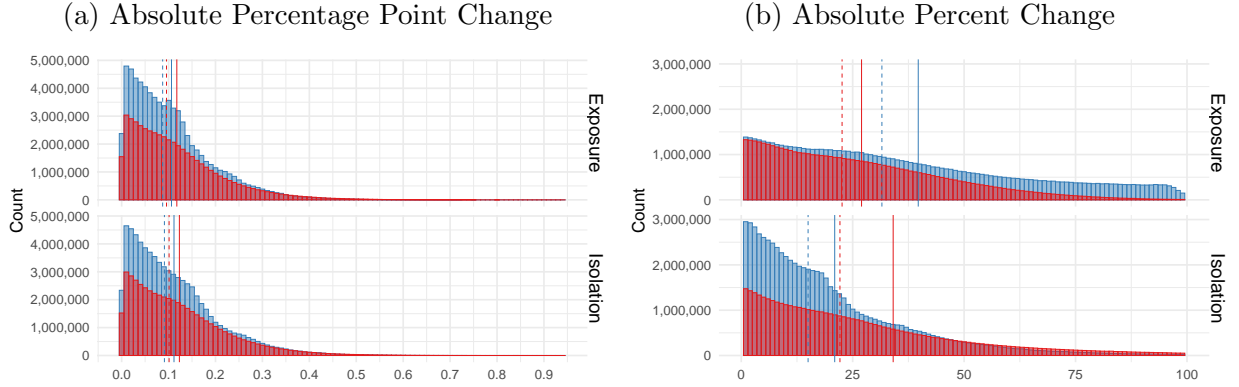 (a) Absolute Percentage Point Change
5,000,000
4,000,000
3,000,000
2,000,000
1,000,000
0
Exposure
5,000,000
4,000,000
3,000,000
2,000,000
1,000,000
0
Isolation
Count
Count
0.0 0.1 0.2 0.3 0.4 0.5 0.6 0.7 0.8 0.9
(b) Absolute Percent Change
3,000,000
2,000,000
1,000,000
0
Exposure
3,000,000
2,000,000
1,000,000
0
Isolation
Count
Count
0 25 50 75 100